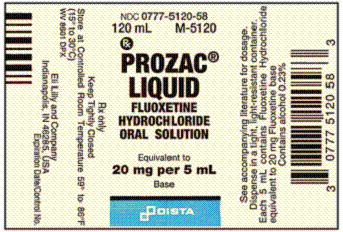 NDC 0777-5120-58
120 mL M-5120
Rx
PROZAC®
LIQUID
FLUOXETINE
HYDROCHLORIDE
ORAL SOLUTION
Equivalent to
20 mg per 5 mL
Base
DISTA
Rx only
Keep Tightly Closed
Store at Controlled Room Temperature 59° to 86°F
(15° to 30°C)
WV 8601 DPX
Eli Lilly and Company
Indianapolis, IN 46285, USA
Expiration Date/Control No.
See accompanying literature for dosage.
Dispense in a tight, light-resistant container.
Each 5 mL contains Fluoxetine Hydrochloride
equivalent to 20 mg Fluoxetine base
Contains alcohol 0.23%
3 0777 5120 58 3